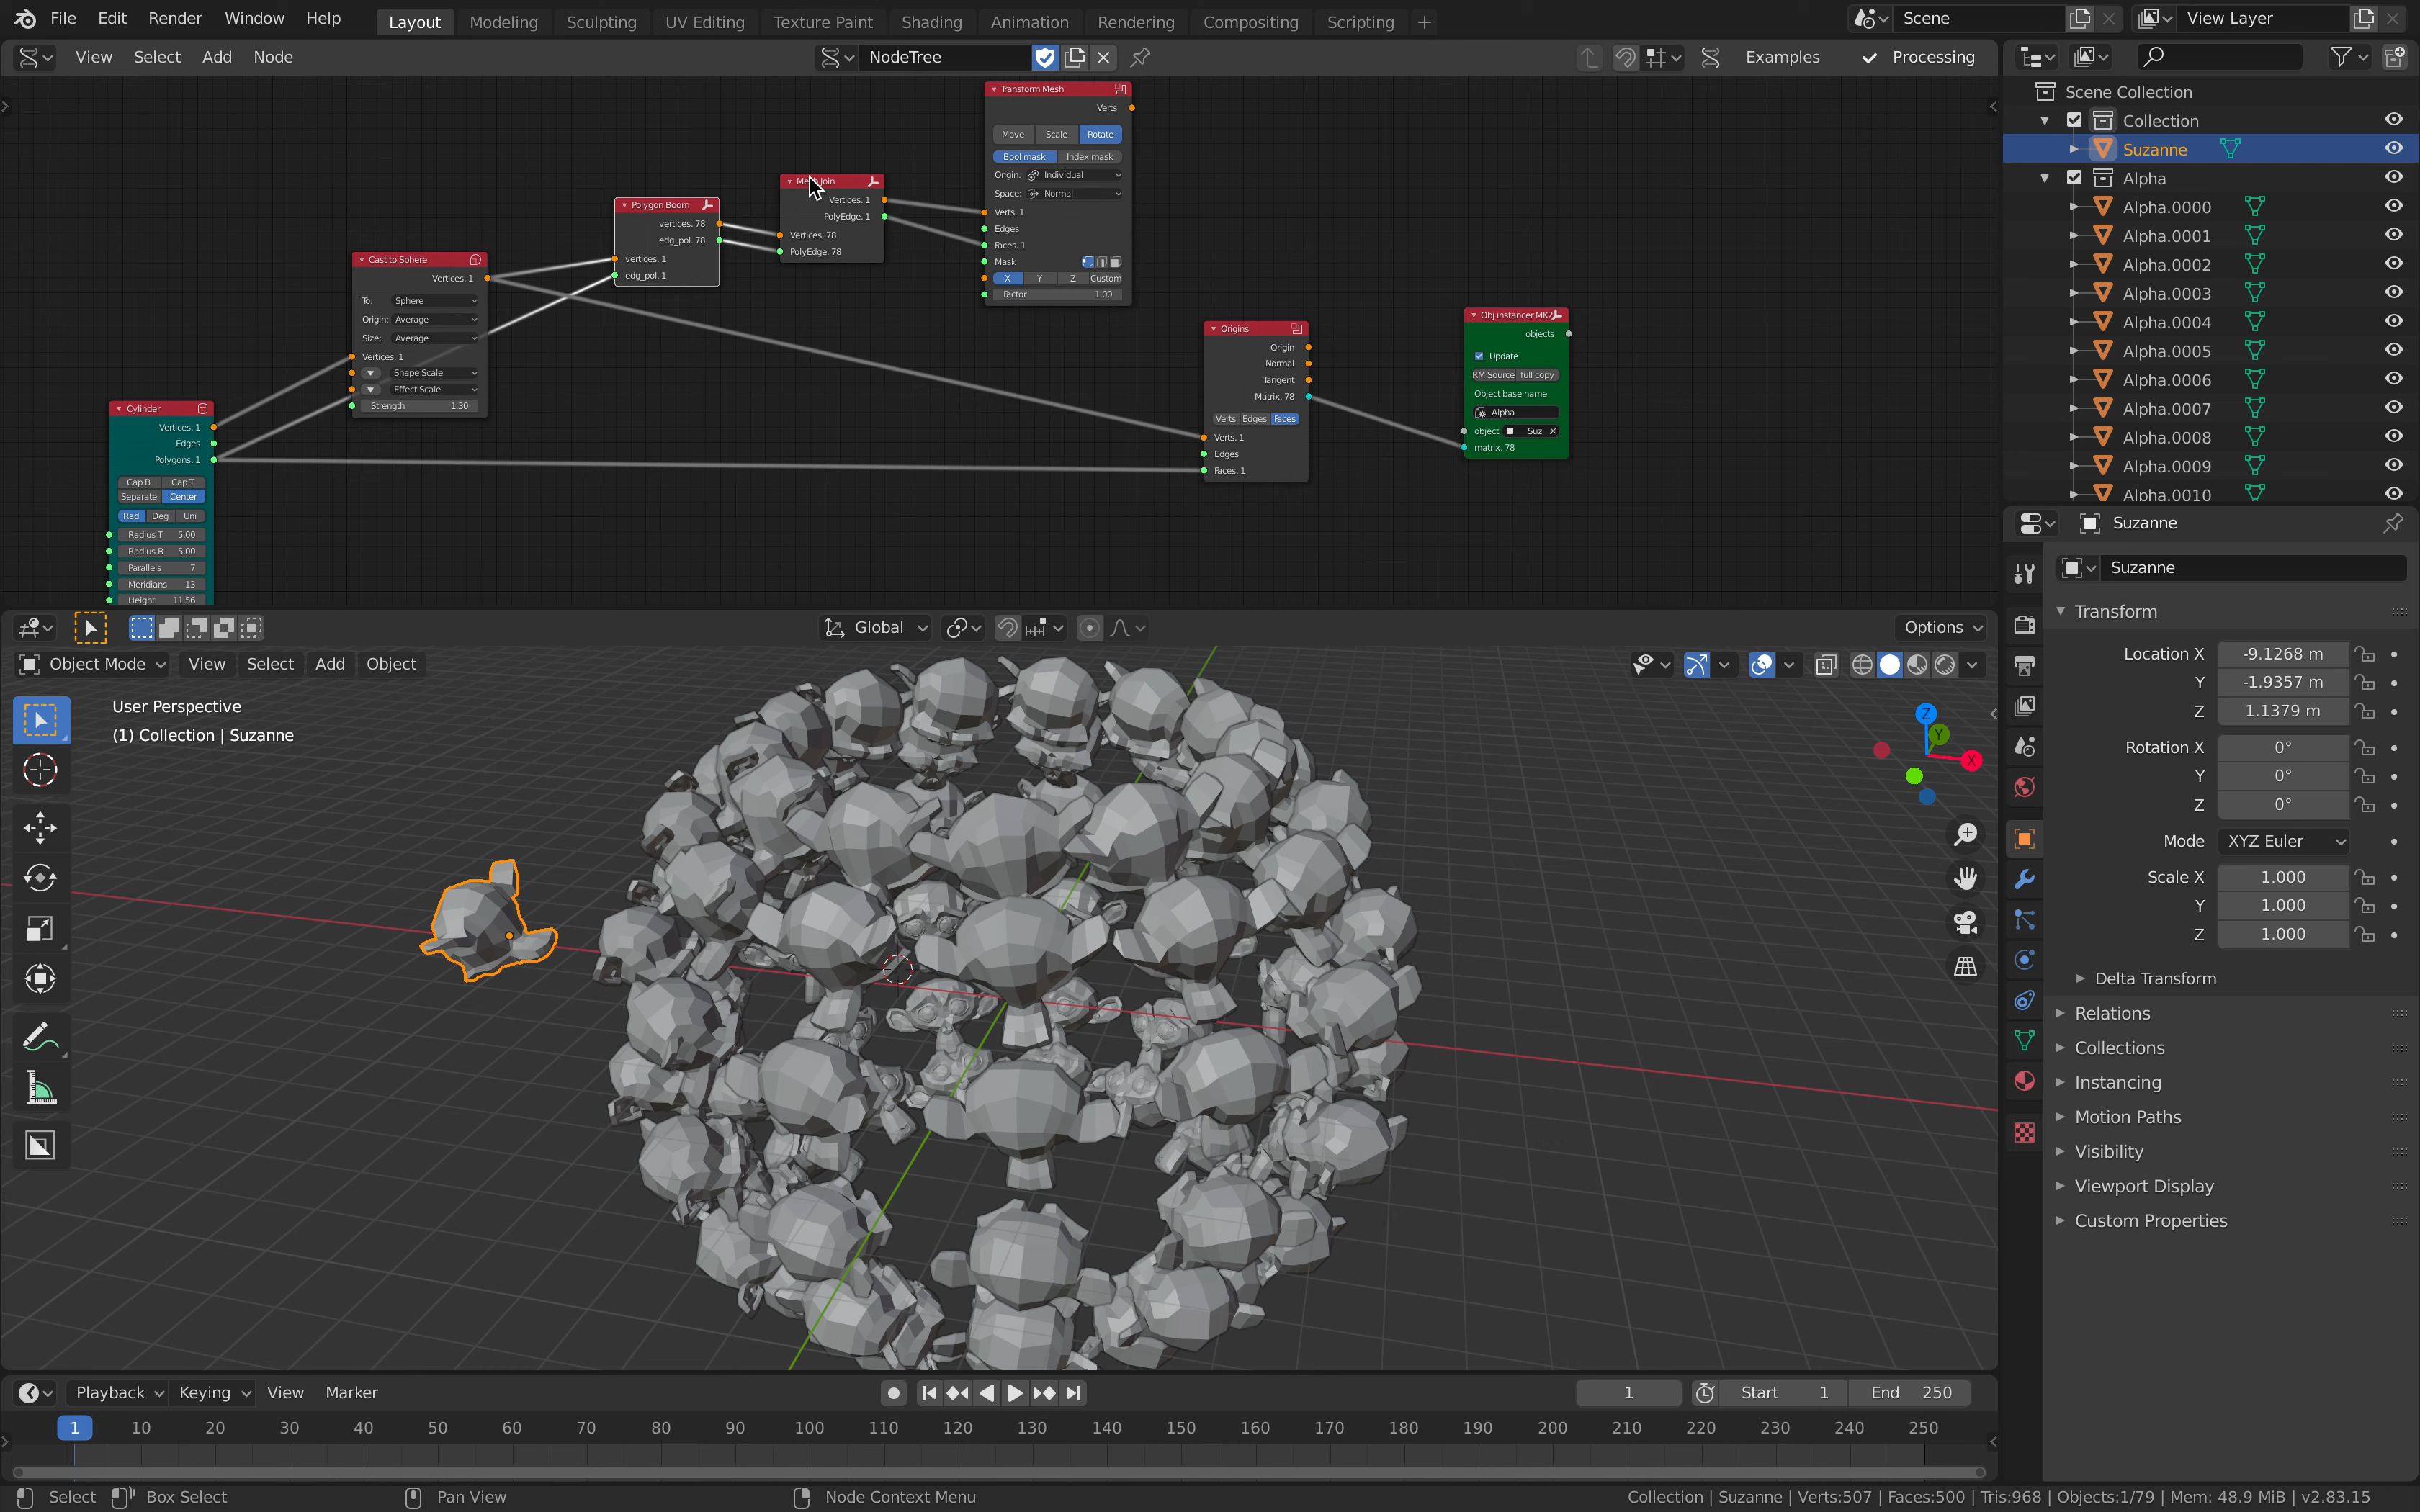 File Edit Render Window Help Layout Modeling Sculpting UV Editing Texture Paint Shading Animation Rendering Compositing Scripting + Scene View Layer
View Select Add Node NodeTree Examples Processing
Scene Collection
Collection
Suzanne
Alpha
Alpha.0000
Alpha.0001
Alpha.0002
Alpha.0003
Alpha.0004
Alpha.0005
Alpha.0006
Alpha.0007
Alpha.0008
Alpha.0009
Alpha.0010
Transform Mesh
Verts
Move Scale Rotate
Bool mask Index mask
Origin: Individual
Space: Normal
Verts. 1
Edges
Faces. 1
Mask
X Y Z Custom
Factor 1.00
Join
Vertices. 1
PolyEdge. 1
Vertices. 78
PolyEdge. 78
Polygon Boom
vertices. 78
edg_pol. 78
vertices. 1
edg_pol. 1
Cast to Sphere
Vertices. 1
To: Sphere
Origin: Average
Size: Average
Vertices. 1
Shape Scale
Effect Scale
Strength 1.30
Origins
Origin
Normal
Tangent
Matrix. 78
Verts Edges Faces
Verts. 1
Edges
Faces. 1
Obj instancer MK2
objects
Update
RM Source full copy
Object base name
Alpha
object Suz
matrix. 78
Cylinder
Vertices. 1
Edges
Polygons. 1
Cap B Cap T
Separate Center
Rad Deg Uni
Radius T 5.00
Radius B 5.00
Parallels 7
Meridians 13
Height 11.56
Suzanne
Suzanne
Transform
Location X -9.1268 m
Y -1.9357 m
Z 1.1379 m
Rotation X 0°
Y 0°
Z 0°
Mode XYZ Euler
Scale X 1.000
Y 1.000
Z 1.000
Delta Transform
Relations
Collections
Instancing
Motion Paths
Visibility
Viewport Display
Custom Properties
Global Options
Object Mode View Select Add Object
User Perspective
(1) Collection | Suzanne
Z
Y
X
Playback Keying View Marker 1 Start 1 End 250
1 10 20 30 40 50 60 70 80 90 100 110 120 130 140 150 160 170 180 190 200 210 220 230 240 250
Select Box Select Pan View Node Context Menu Collection | Suzanne | Verts:507 | Faces:500 | Tris:968 | Objects:1/79 | Mem: 48.9 MiB | v2.83.15